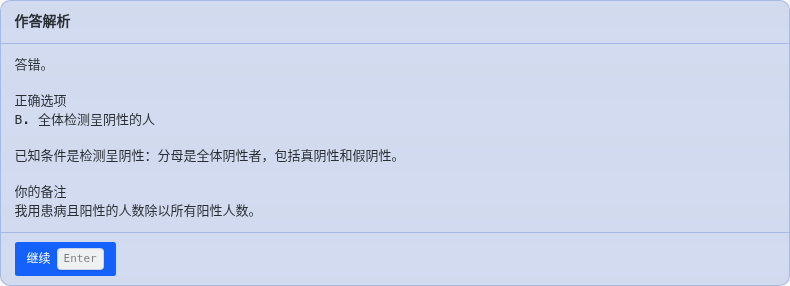 作答解析
答错。
正确选项
B. 全体检测呈阴性的人
已知条件是检测呈阴性：分母是全体阴性者，包括真阴性和假阴性。
你的备注
我用患病且阳性的人数除以所有阳性人数。
继续 Enter